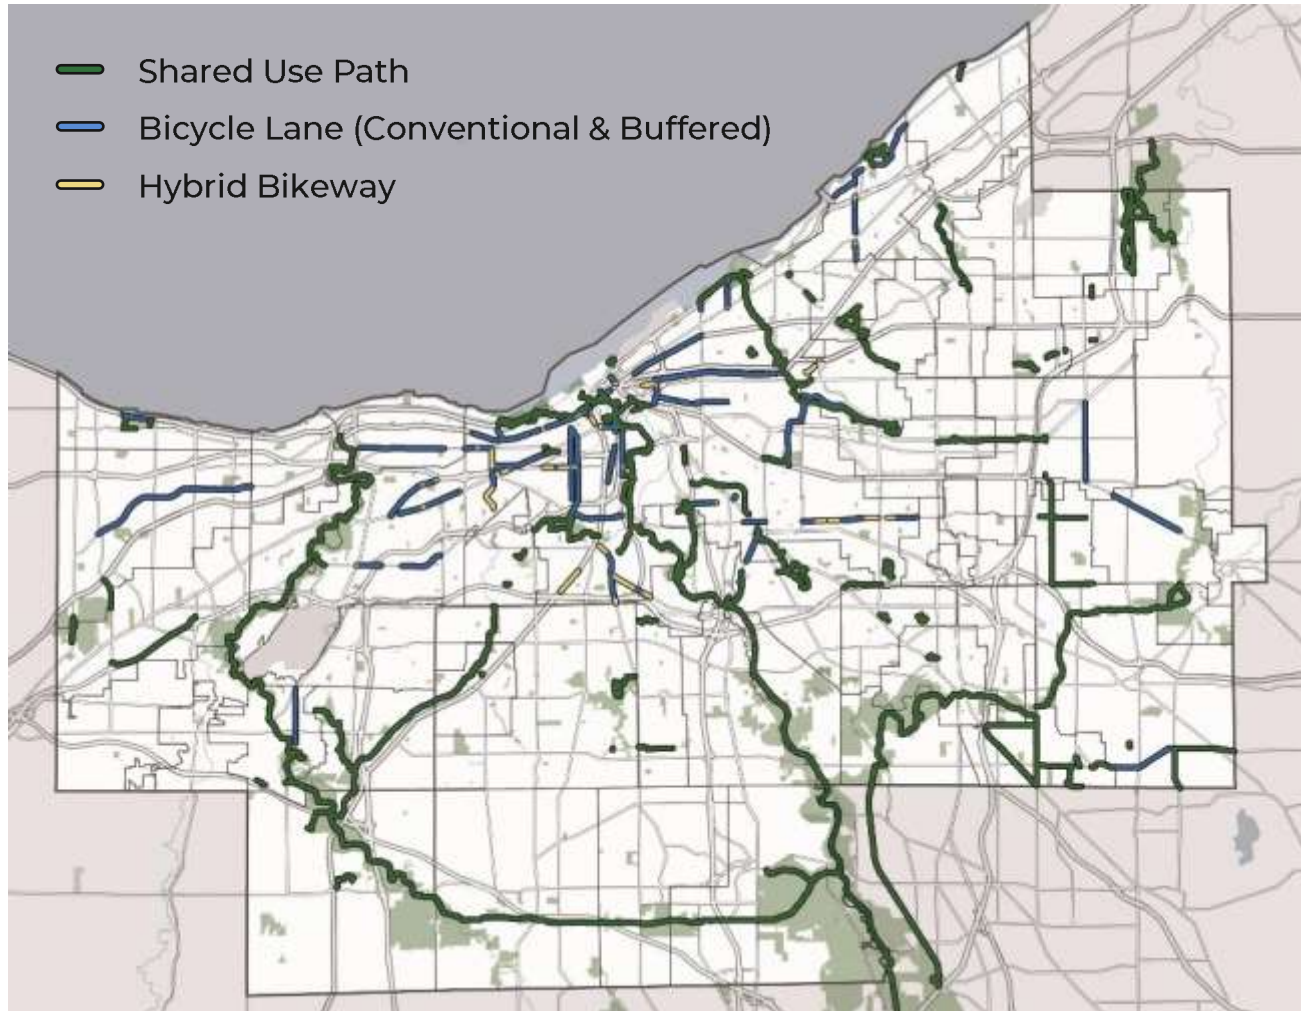 Shared Use Path
Bicycle Lane (Conventional & Buffered)
Hybrid Bikeway